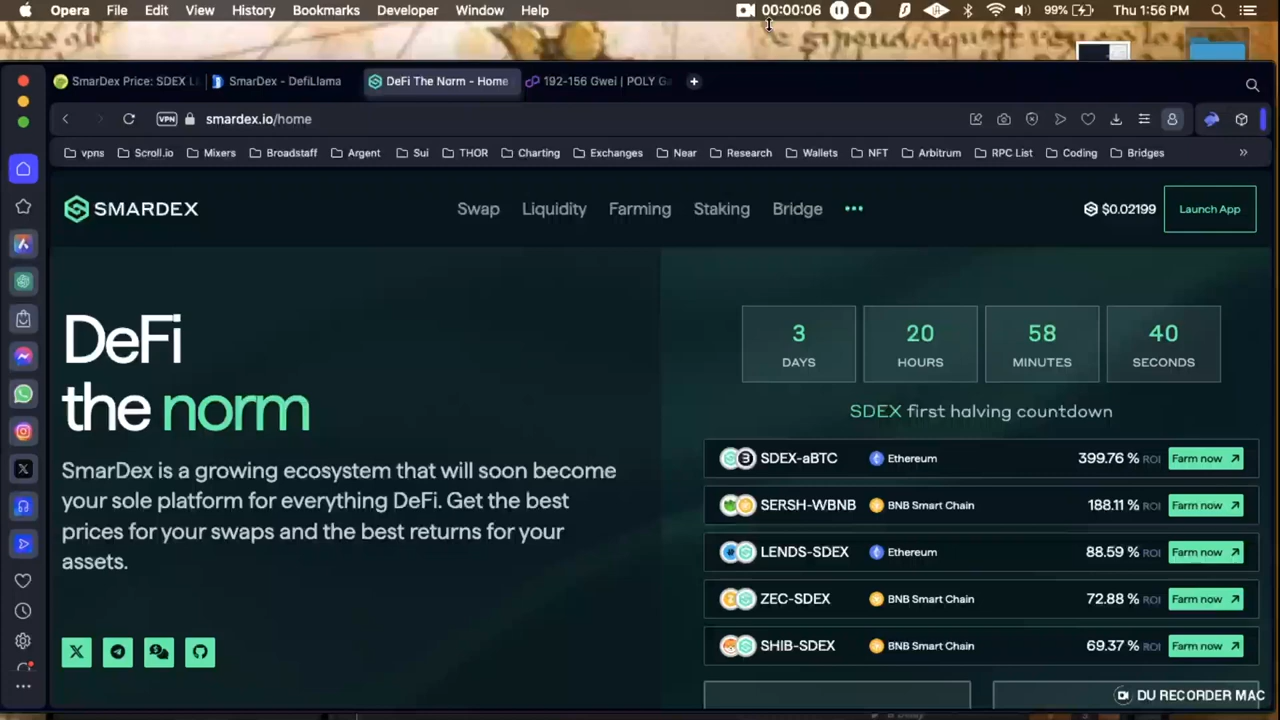 Opera File Edit View History Bookmarks Developer Window Help 00:00:06 99% Thu 1:56 PM
SmarDex Price: SDEX L SmarDex - DefiLlama DeFi The Norm - Home 192-156 Gwei | POLY G +
VPN smardex.io/home
vpns Scroll.io Mixers Broadstaff Argent Sui THOR Charting Exchanges Near Research Wallets NFT Arbitrum RPC List Coding Bridges »
SMARDEX Swap Liquidity Farming Staking Bridge $0.02199 Launch App
DeFi
the norm
SmarDex is a growing ecosystem that will soon become
your sole platform for everything DeFi. Get the best
prices for your swaps and the best returns for your
assets.
3 20 58 40
DAYS HOURS MINUTES SECONDS
SDEX first halving countdown
SDEX-aBTC Ethereum 399.76 % ROI Farm now
SERSH-WBNB BNB Smart Chain 188.11 % ROI Farm now
LENDS-SDEX Ethereum 88.59 % ROI Farm now
ZEC-SDEX BNB Smart Chain 72.88 % ROI Farm now
SHIB-SDEX BNB Smart Chain 69.37 % ROI Farm now
DU RECORDER MAC